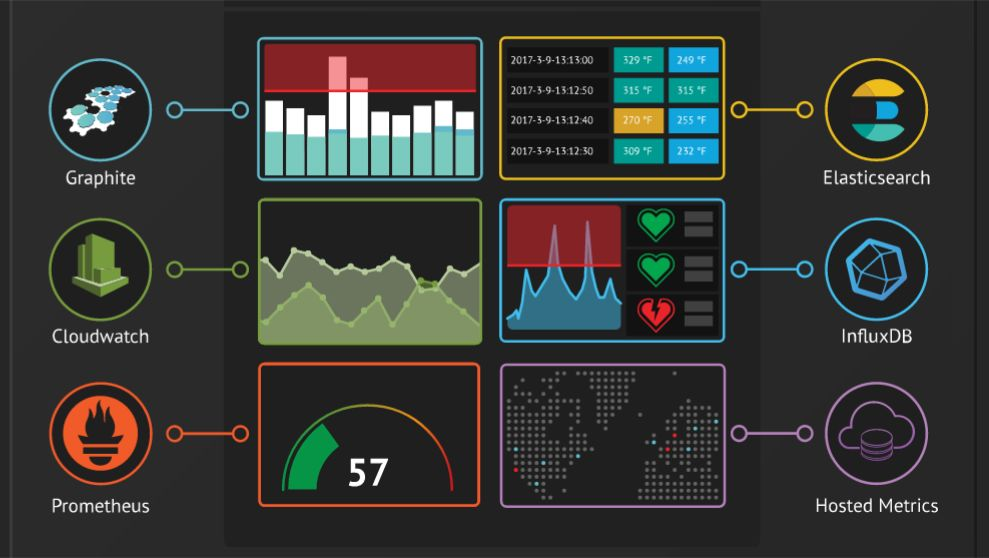 Graphite
2017-3-9-13:13:00 329 °F 249 °F
2017-3-9-13:12:50 315 °F 315 °F
2017-3-9-13:12:40 270 °F 255 °F
2017-3-9-13:12:30 309 °F 232 °F
Elasticsearch
Cloudwatch
InfluxDB
57
Prometheus
Hosted Metrics